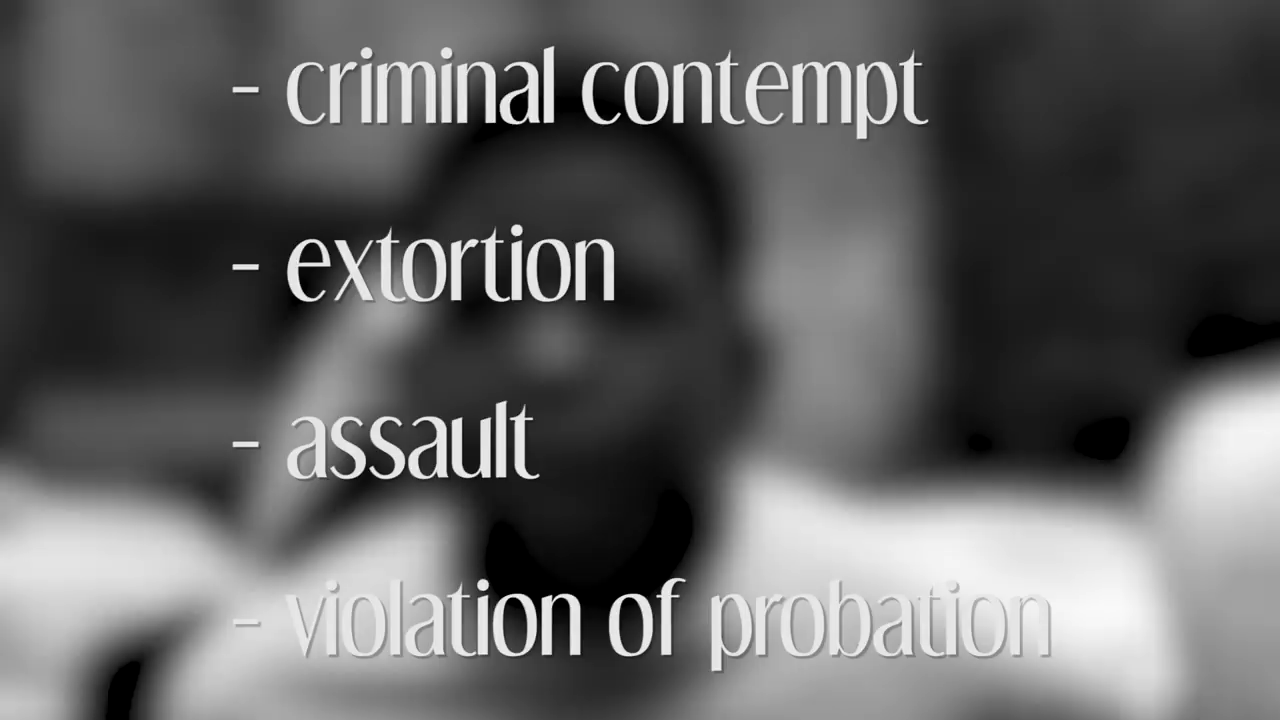 - criminal contempt
- extortion
- assault
- violation of probation